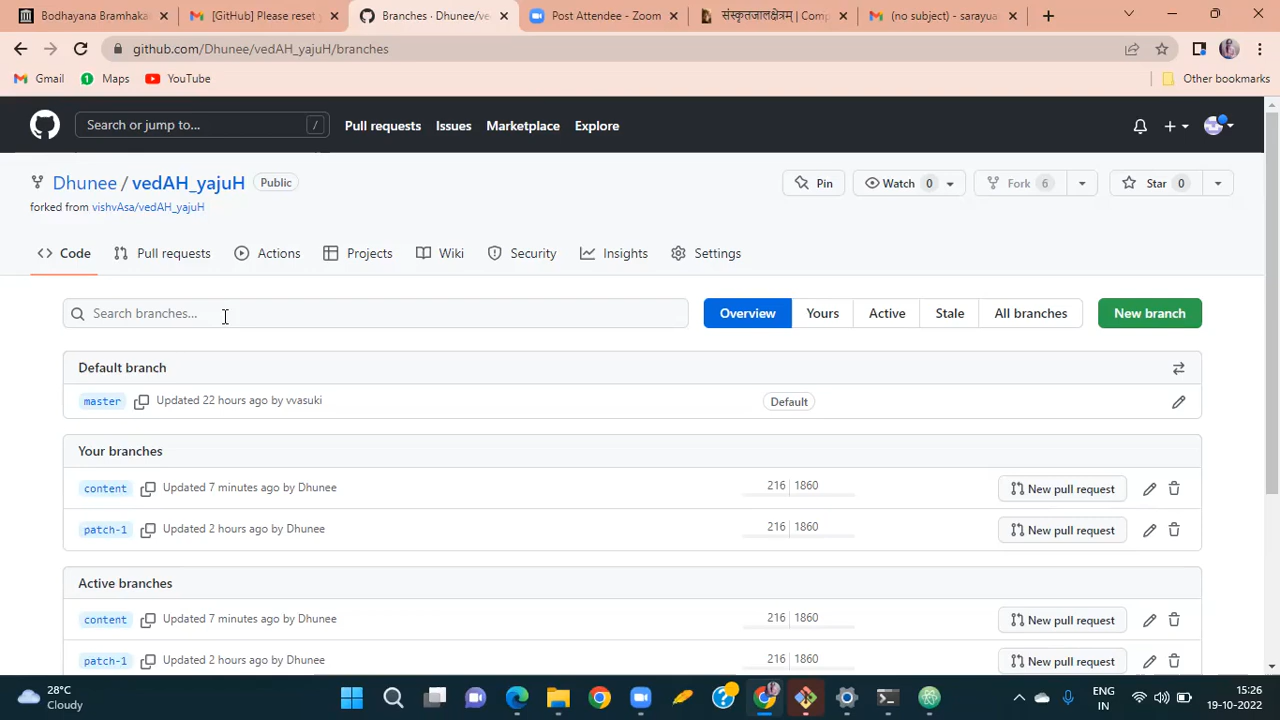 Bodhayana Bramhaka
[GitHub] Please reset
Branches · Dhunee/ve
Post Attendee - Zoom
संस्कृतजालक्षेत्रम् | Comp
(no subject) - sarayua
github.com/Dhunee/vedAH_yajuH/branches
Gmail
Maps
YouTube
Other bookmarks
Search or jump to...
/
Pull requests
Issues
Marketplace
Explore
Dhunee / vedAH_yajuH
Public
Pin
Watch 0
Fork 6
Star 0
forked from vishvAsa/vedAH_yajuH
Code
Pull requests
Actions
Projects
Wiki
Security
Insights
Settings
Search branches...
Overview
Yours
Active
Stale
All branches
New branch
Default branch
master
Updated 22 hours ago by vvasuki
Default
Your branches
content
Updated 7 minutes ago by Dhunee
216 | 1860
New pull request
patch-1
Updated 2 hours ago by Dhunee
216 | 1860
New pull request
Active branches
content
Updated 7 minutes ago by Dhunee
216 | 1860
New pull request
patch-1
Updated 2 hours ago by Dhunee
216 | 1860
New pull request
28°C
Cloudy
ENG
IN
15:26
19-10-2022